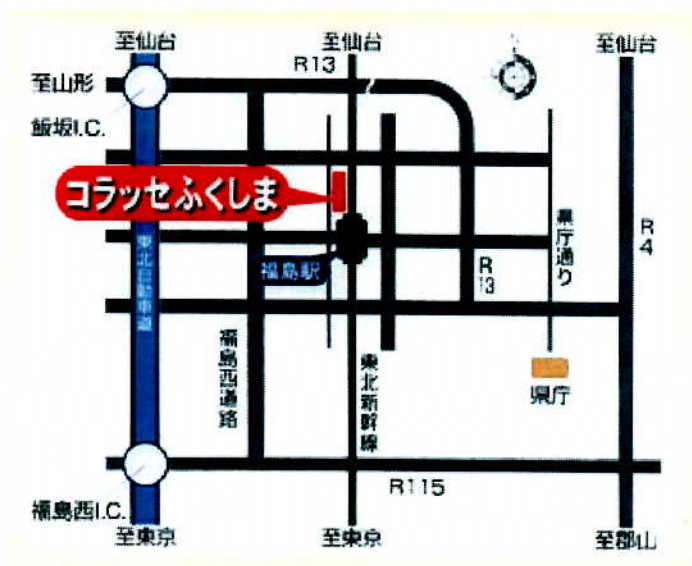 至仙台
至仙台
至仙台
R13
至山形
飯坂I.C.
コラッセふくしま
東北自動車道
福島駅
県庁通り
R4
R13
福島西通路
東北新幹線
県庁
R115
福島西I.C.
至東京
至東京
至郡山